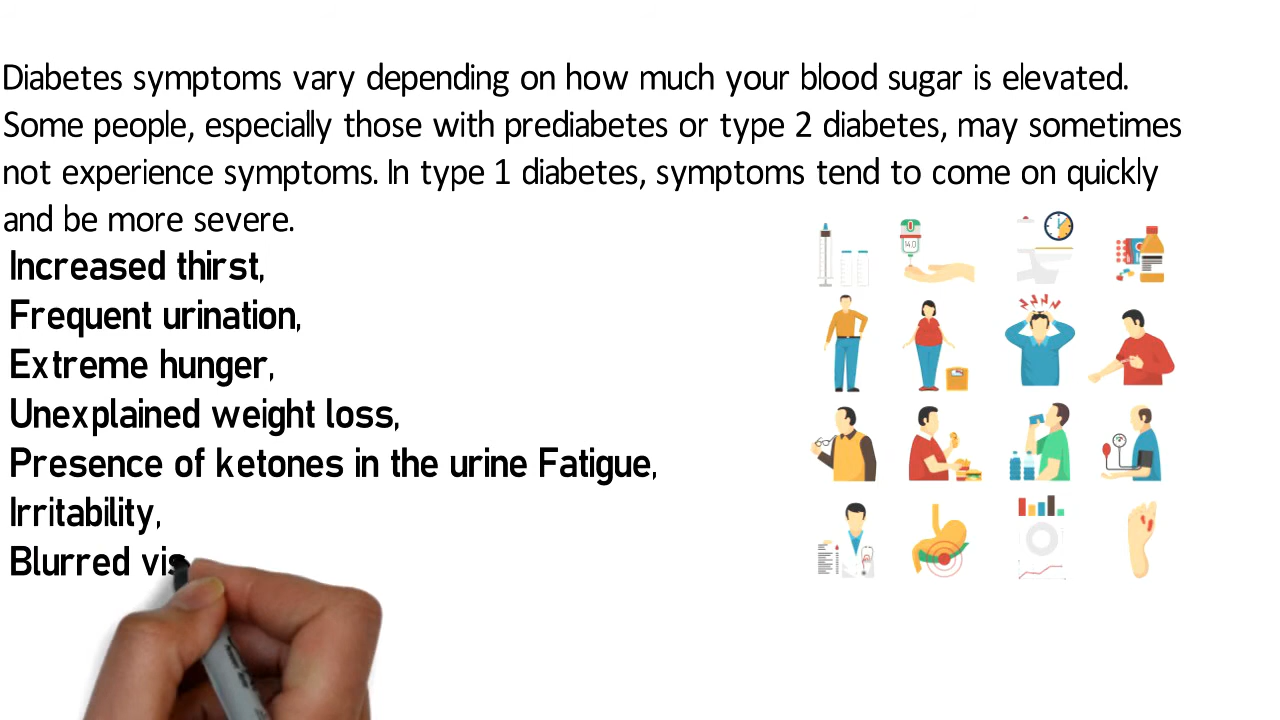 Diabetes symptoms vary depending on how much your blood sugar is elevated.
Some people, especially those with prediabetes or type 2 diabetes, may sometimes
not experience symptoms. In type 1 diabetes, symptoms tend to come on quickly
and be more severe.
Increased thirst,
Frequent urination,
Extreme hunger,
Unexplained weight loss,
Presence of ketones in the urine Fatigue,
Irritability,
Blurred vis
14.0